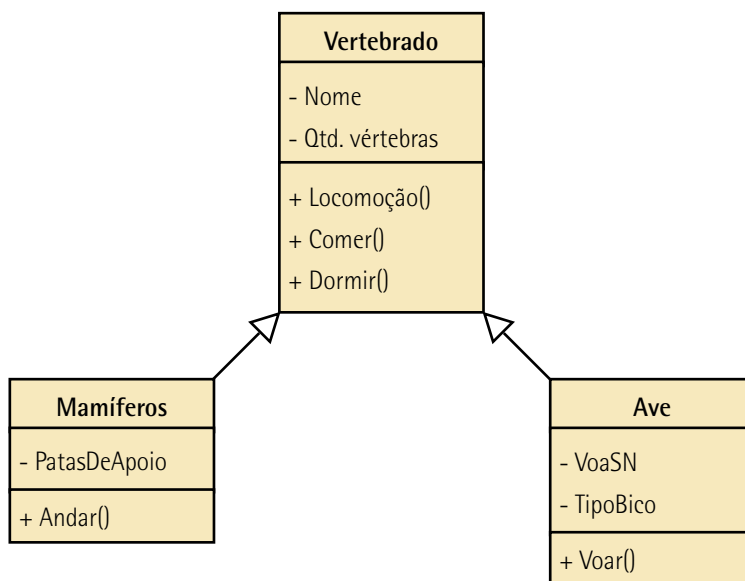 Vertebrado
- Nome
- Qtd. vértebras
+ Locomoção()
+ Comer()
+ Dormir()
Mamíferos
- PatasDeApoio
+ Andar()
Ave
- VoaSN
- TipoBico
+ Voar()